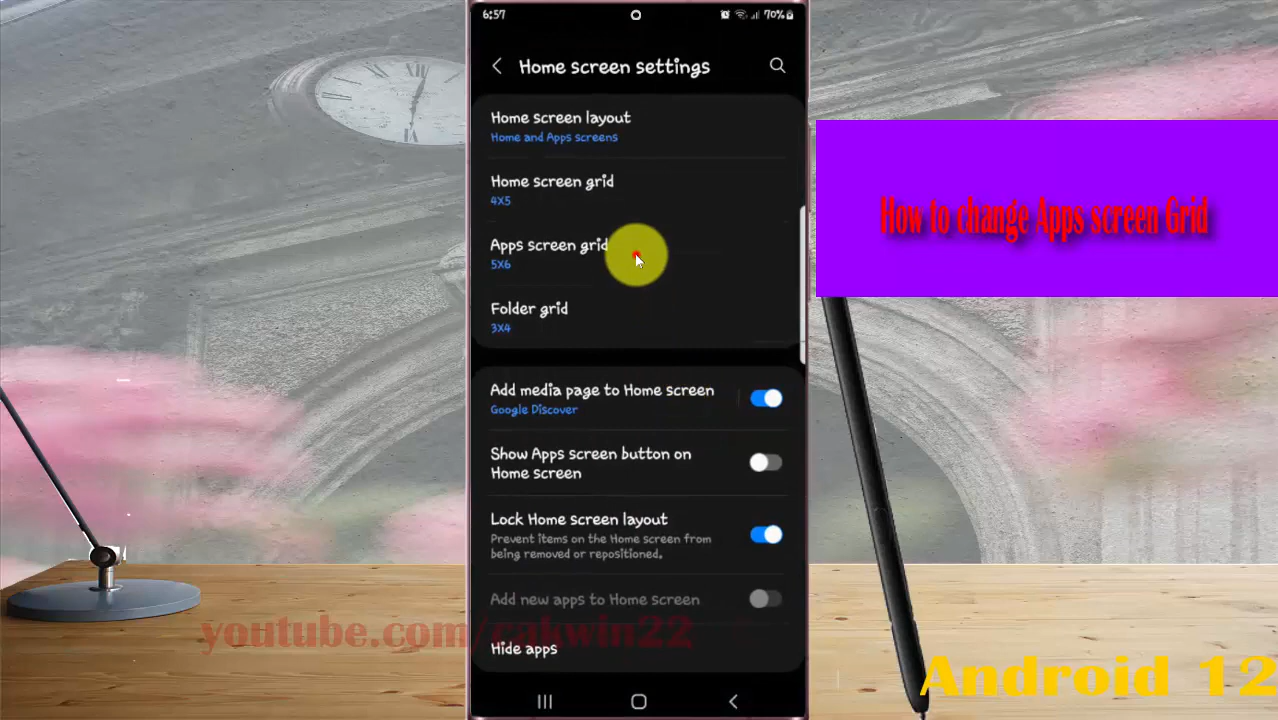 6:57
70%
Home screen settings
Home screen layout
Home and Apps screens
Home screen grid
4X5
Apps screen grid
5X6
Folder grid
3X4
Add media page to Home screen
Google Discover
Show Apps screen button on
Home screen
Lock Home screen layout
Prevent items on the Home screen from
being removed or repositioned.
Add new apps to Home screen
Hide apps
How to change Apps screen Grid
youtube.com/cakwin22
Android 12